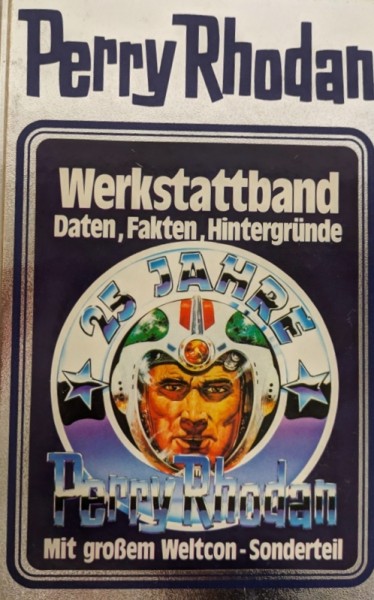 Perry Rhodan
Werkstattband
Daten, Fakten, Hintergründe
25 JAHRE
Perry Rhodan
Mit großem Weltcon-Sonderteil